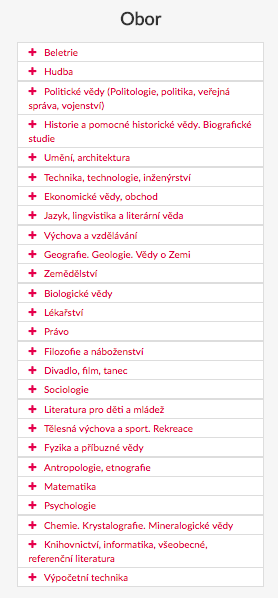 Obor
Beletrie
Hudba
Politické vědy (Politologie, politika, veřejná
správa, vojenství)
Historie a pomocné historické vědy. Biografické
studie
Umění, architektura
Technika, technologie, inženýrství
Ekonomické vědy, obchod
Jazyk, lingvistika a literární věda
Výchova a vzdělávání
Geografie. Geologie. Vědy o Zemi
Zemědělství
Biologické vědy
Lékařství
Právo
Filozofie a náboženství
Divadlo, film, tanec
Sociologie
Literatura pro děti a mládež
Tělesná výchova a sport. Rekreace
Fyzika a příbuzné vědy
Antropologie, etnografie
Matematika
Psychologie
Chemie. Krystalografie. Mineralogické vědy
Knihovnictví, informatika, všeobecné,
referenční literatura
Výpočetní technika